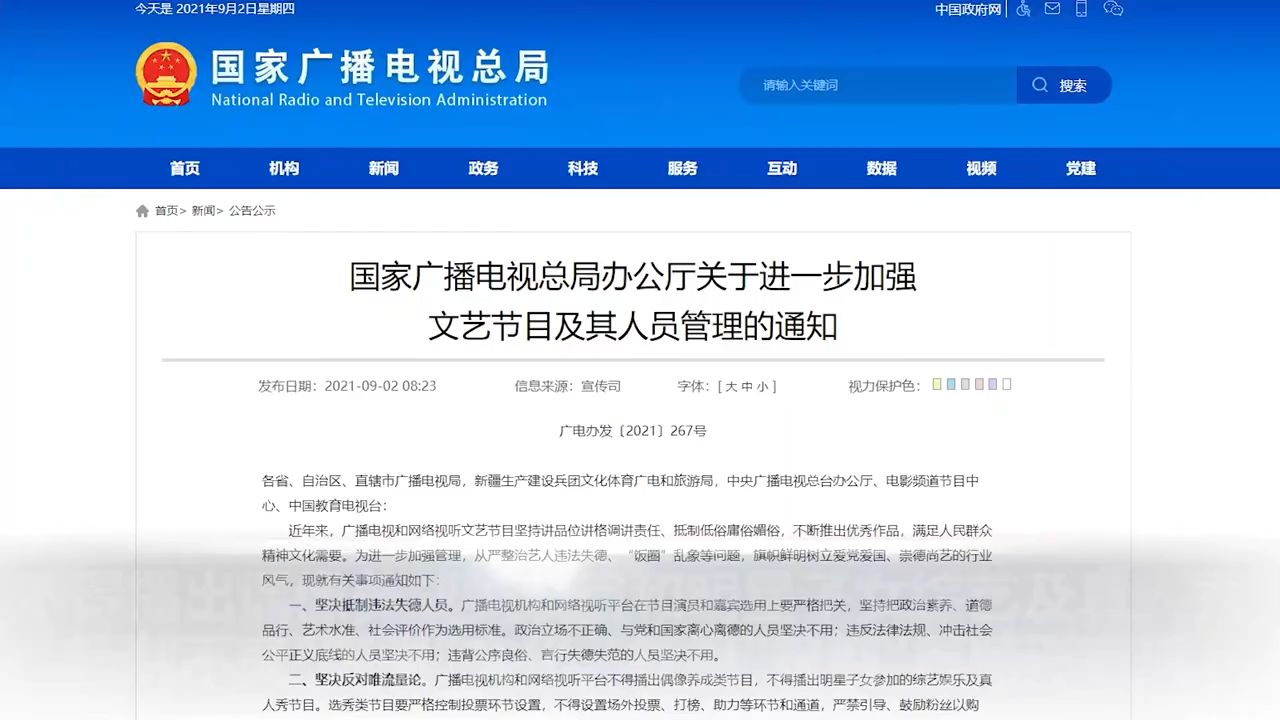 今天是 2021年9月2日星期四
中国政府网
国家广播电视总局
National Radio and Television Administration
请输入关键词
搜索
首页 机构 新闻 政务 科技 服务 互动 数据 视频 党建
首页> 新闻> 公告公示
国家广播电视总局办公厅关于进一步加强
文艺节目及其人员管理的通知
发布日期：2021-09-02 08:23 信息来源：宣传司 字体：[ 大 中 小 ] 视力保护色：
广电办发〔2021〕267号
各省、自治区、直辖市广播电视局，新疆生产建设兵团文化体育广电和旅游局，中央广播电视总台办公厅、电影频道节目中
心、中国教育电视台：
近年来，广播电视和网络视听文艺节目坚持讲品位讲格调讲责任、抵制低俗庸俗媚俗，不断推出优秀作品，满足人民群众
精神文化需要。为进一步加强管理，从严整治艺人违法失德、“饭圈”乱象等问题，旗帜鲜明树立爱党爱国、崇德尚艺的行业
风气。现就有关事项通知如下：
一、坚决抵制违法失德人员。广播电视机构和网络视听平台在节目演员和嘉宾选用上要严格把关，坚持把政治素养、道德
品行、艺术水准、社会评价作为选用标准。政治立场不正确、与党和国家离心离德的人员坚决不用；违反法律法规、冲击社会
公平正义底线的人员坚决不用；违背公序良俗、言行失德失范的人员坚决不用。
二、坚决反对唯流量论。广播电视机构和网络视听平台不得播出偶像养成类节目，不得播出明星子女参加的综艺娱乐及真
人秀节目。选秀类节目要严格控制投票环节设置，不得设置场外投票、打榜、助力等环节和通道，严禁引导、鼓励粉丝以购